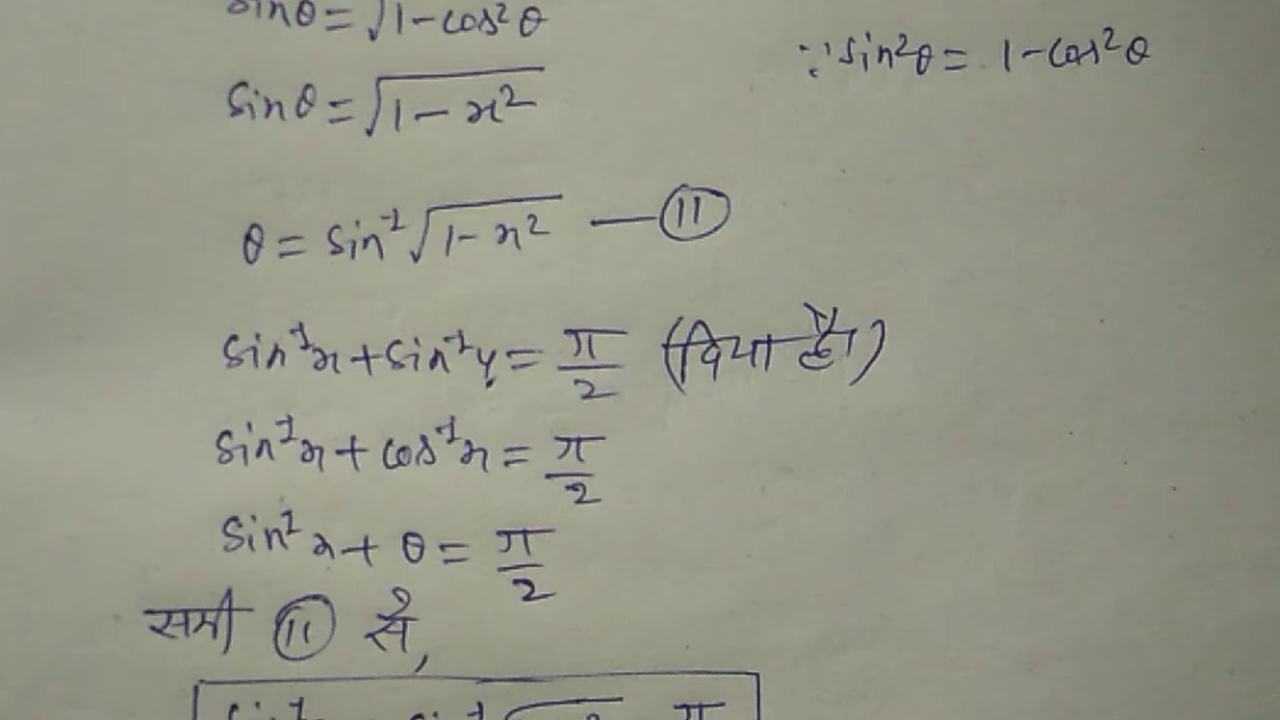 sinθ = √1-cos²θ
∵ sin²θ = 1-cos²θ
sinθ = √1-x²
θ = sin⁻¹√1-x² — (11)
sin⁻¹x + sin⁻¹y = π/2 (दिया है।)
sin⁻¹x + cos⁻¹x = π/2
sin⁻¹x + θ = π/2
समी (11) से,